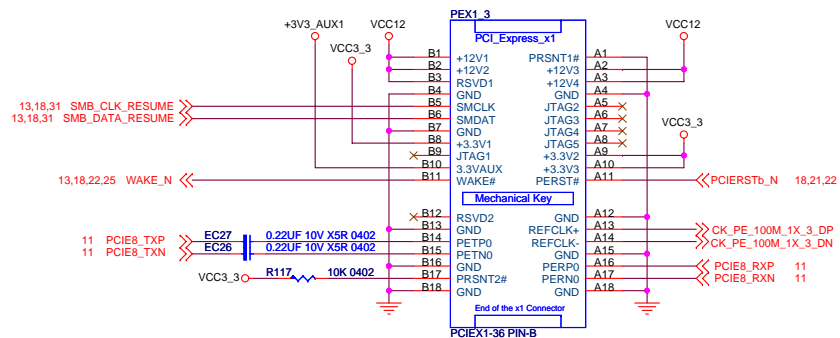 PEX1_3
+3V3_AUX1
VCC12
VCC12
PCI_Express_x1
VCC3_3
B1 +12V1 PRSNT1# A1
B2 +12V2 +12V3 A2
B3 RSVD1 +12V4 A3
B4 GND GND A4
13,18,31 SMB_CLK_RESUME B5 SMCLK JTAG2 A5
13,18,31 SMB_DATA_RESUME B6 SMDAT JTAG3 A6
B7 GND JTAG4 A7
VCC3_3
B8 +3.3V1 JTAG5 A8
B9 JTAG1 +3.3V2 A9
B10 3.3VAUX +3.3V3 A10
13,18,22,25 WAKE_N B11 WAKE# PERST# A11 PCIERSTb_N 18,21,22
Mechanical Key
B12 RSVD2 GND A12
B13 GND REFCLK+ A13 CK_PE_100M_1X_3_DP
11 PCIE8_TXP EC27 0.22UF 10V X5R 0402 B14 PETP0 REFCLK- A14 CK_PE_100M_1X_3_DN
11 PCIE8_TXN EC26 0.22UF 10V X5R 0402 B15 PETN0 GND A15
B16 GND PERP0 A16 PCIE8_RXP 11
VCC3_3 R117 10K 0402 B17 PRSNT2# PERN0 A17 PCIE8_RXN 11
B18 GND GND A18
End of the x1 Connector
PCIEX1-36 PIN-B